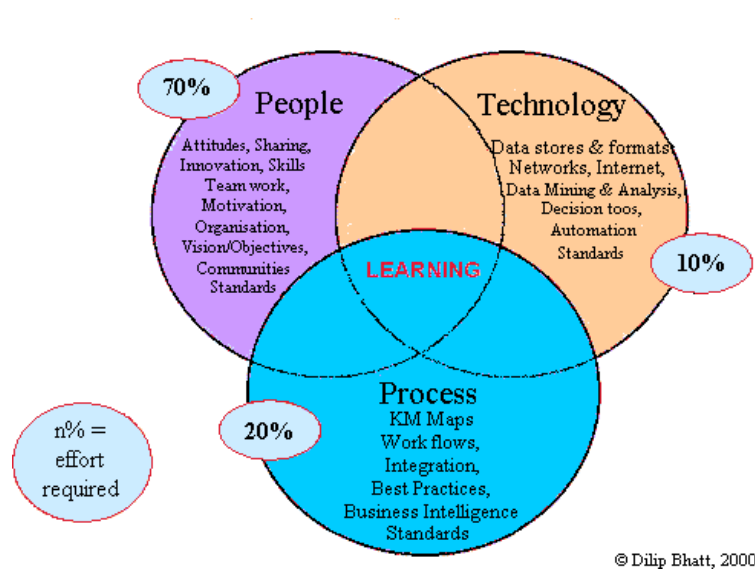 70%
People
Attitudes, Sharing,
Innovation, Skills
Team work,
Motivation,
Organisation,
Vision/Objectives,
Communities
Standards
Technology
Data stores & formats
Networks, Internet,
Data Mining & Analysis,
Decision toos,
Automation
Standards
10%
LEARNING
Process
KM Maps
Work flows,
Integration,
Best Practices,
Business Intelligence
Standards
20%
n% =
effort
required
© Dilip Bhatt, 2000